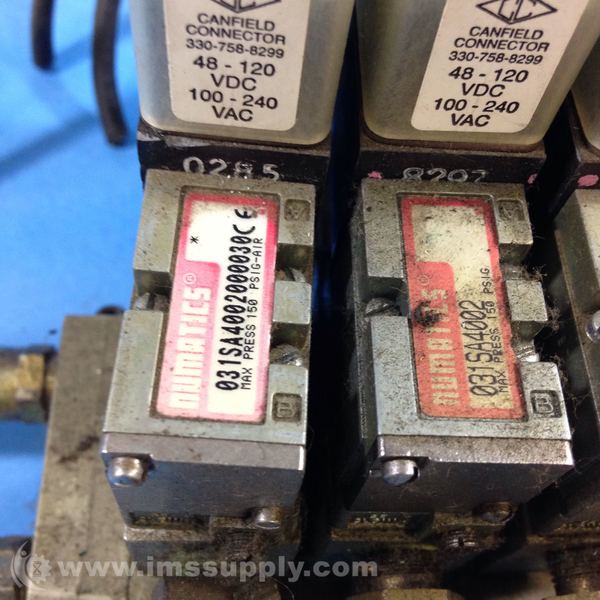 CANFIELD
CONNECTOR
330-758-8299
48 - 120
VDC
100 - 240
VAC
CANFIELD
CONNECTOR
330-758-8299
48 - 120
VDC
100 - 240
VAC
0285
8207
*
NUMATICS®
031SA4002000030C CE
MAX PRESS 150 PSIG-AIR
NUMATICS
031SA4002
MAX PRESS 150 PSIG
www.imssupply.com